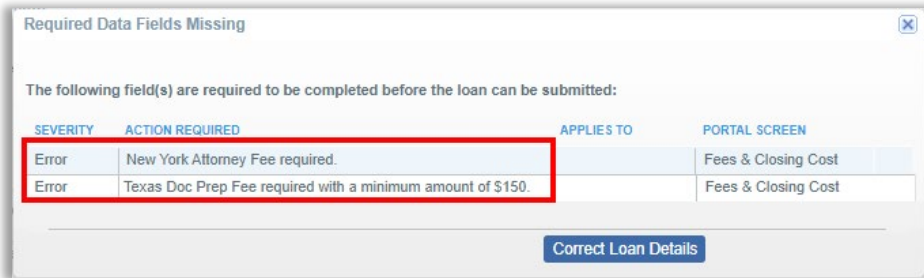 Required Data Fields Missing
The following field(s) are required to be completed before the loan can be submitted:
SEVERITY ACTION REQUIRED APPLIES TO PORTAL SCREEN
Error New York Attorney Fee required. Fees & Closing Cost
Error Texas Doc Prep Fee required with a minimum amount of $150. Fees & Closing Cost
Correct Loan Details